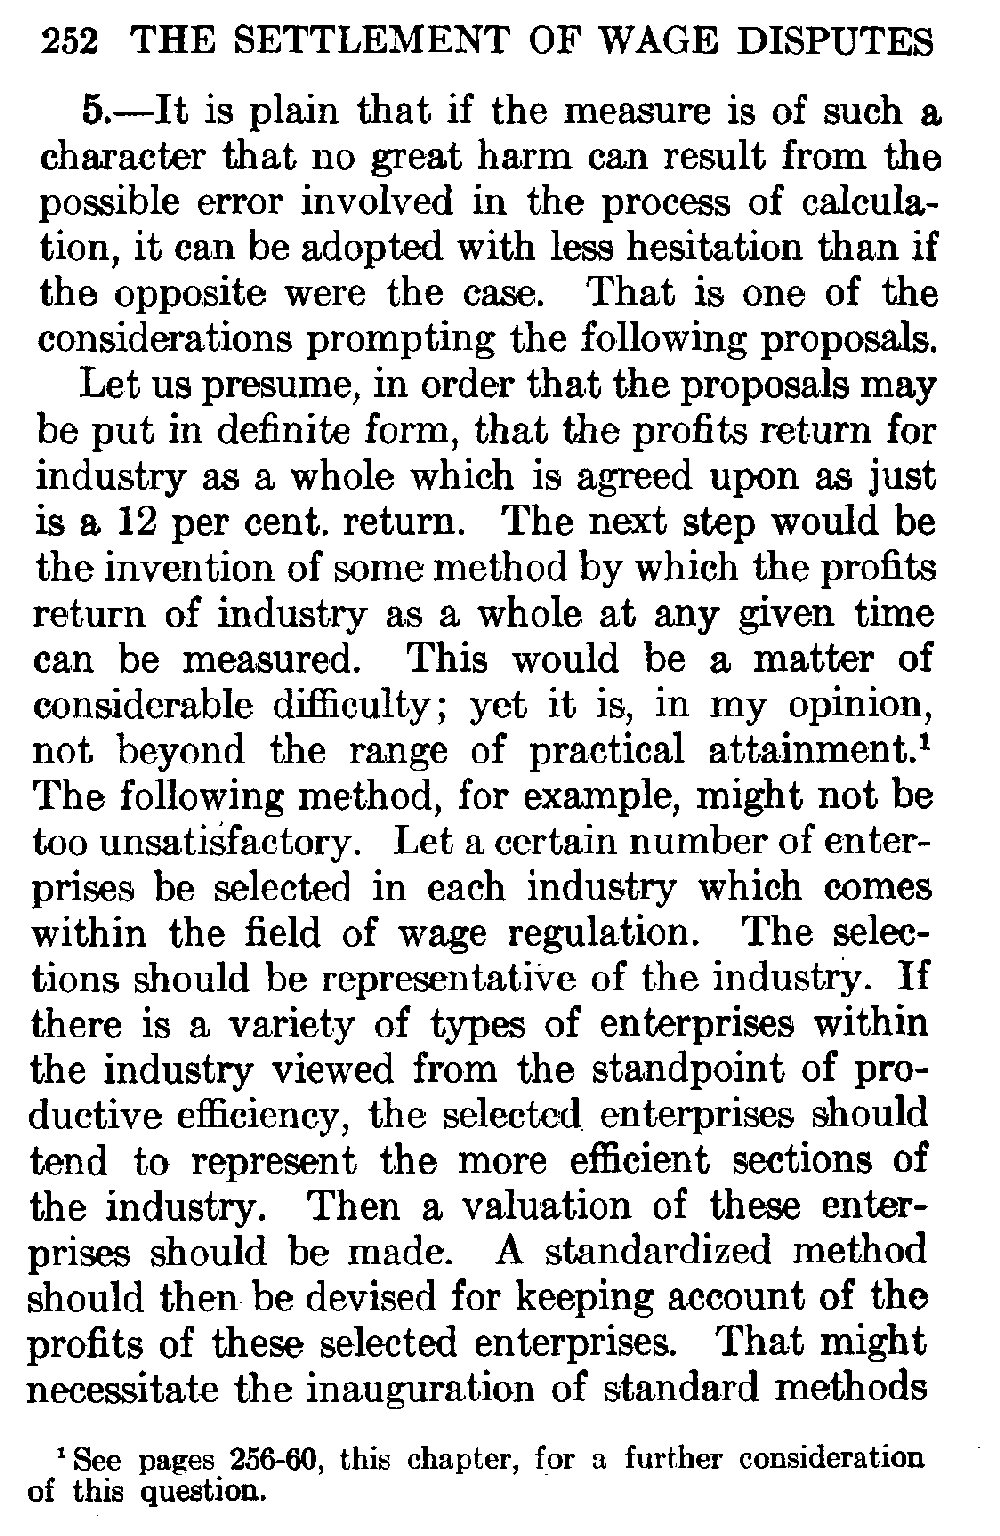 252 THE SETTLEMENT OF WAGE DISPUTES
5.—It is plain that if the measure is of such a
character that no great harm can result from the
possible error involved in the process of calcula-
tion, it can be adopted with less hesitation than if
the opposite were the case. That is one of the
considerations prompting the following proposals.
Let us presume, in order that the proposals may
be put in definite form, that the profits return for
industry as a whole which is agreed upon as just
is a 12 per cent. return. The next step would be
the invention of some method by which the profits
return of industry as a whole at any given time
can be measured. This would be a matter of
considerable difficulty; yet it is, in my opinion,
not beyond the range of practical attainment.¹
The following method, for example, might not be
too unsatisfactory. Let a certain number of enter-
prises be selected in each industry which comes
within the field of wage regulation. The selec-
tions should be representative of the industry. If
there is a variety of types of enterprises within
the industry viewed from the standpoint of pro-
ductive efficiency, the selected enterprises should
tend to represent the more efficient sections of
the industry. Then a valuation of these enter-
prises should be made. A standardized method
should then be devised for keeping account of the
profits of these selected enterprises. That might
necessitate the inauguration of standard methods
¹ See pages 256-60, this chapter, for a further consideration
of this question.